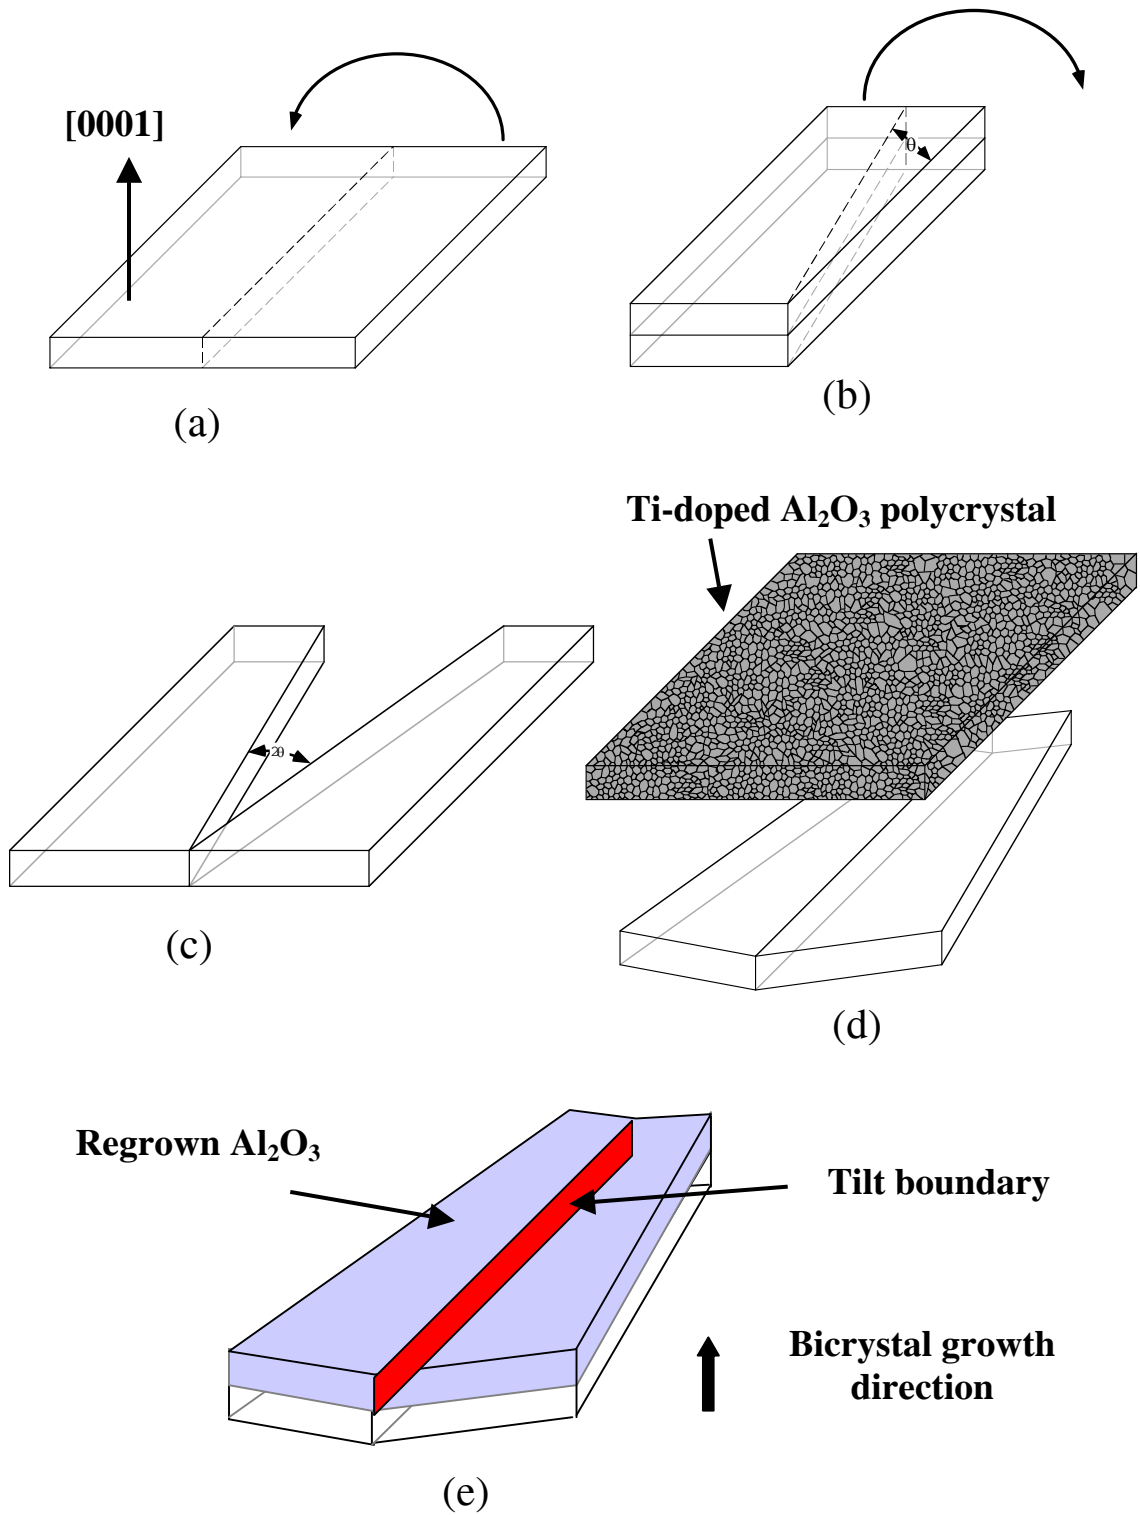 [0001]
θ
(a)
(b)
Ti-doped Al₂O₃ polycrystal
2θ
(c)
(d)
Regrown Al₂O₃
Tilt boundary
Bicrystal growth
direction
(e)